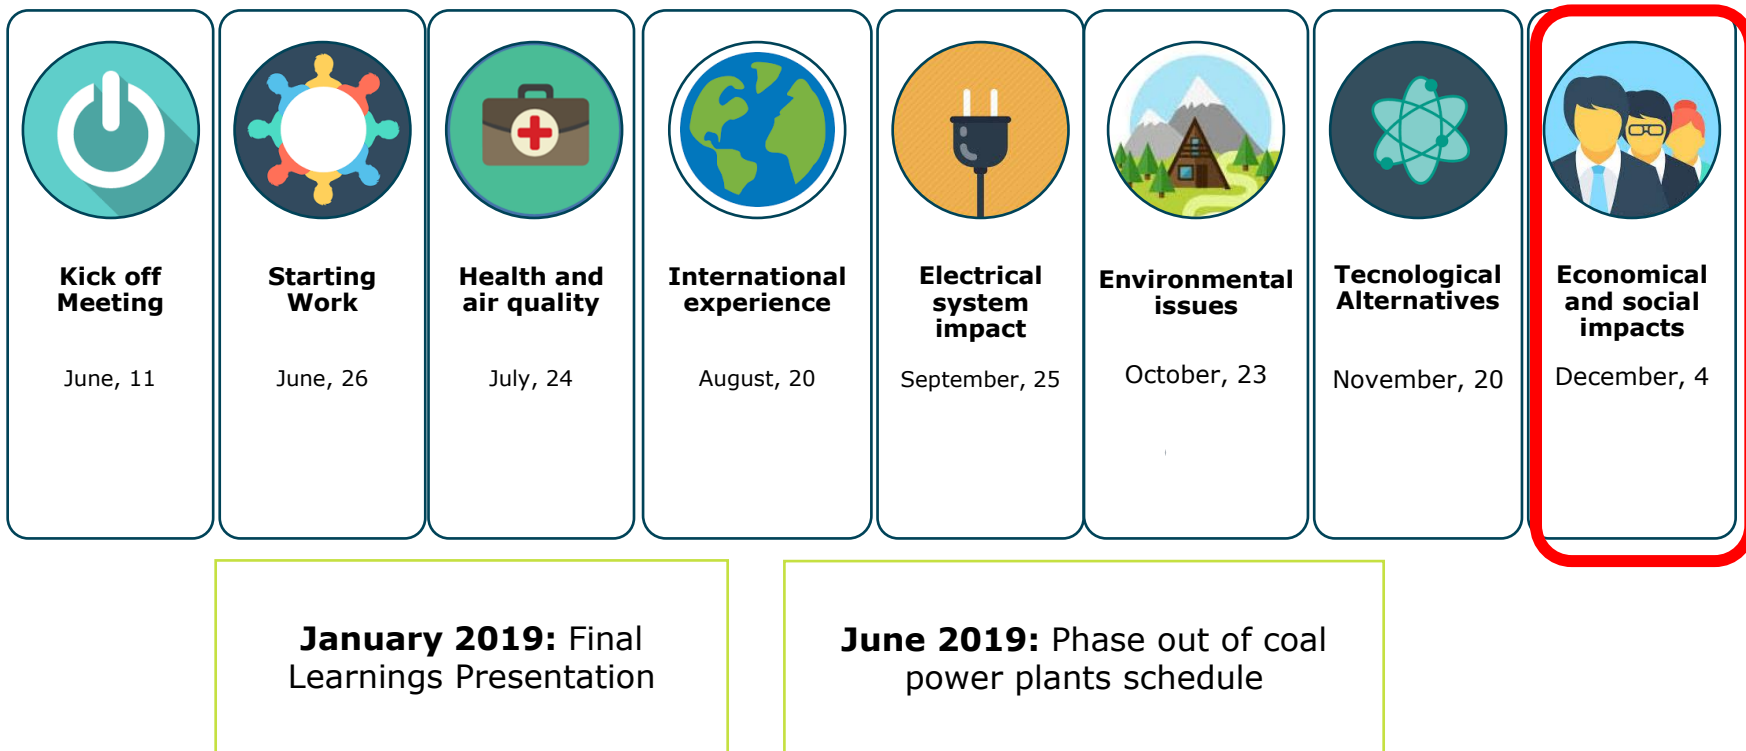 Kick off
Meeting
June, 11
Starting
Work
June, 26
Health and
air quality
July, 24
International
experience
August, 20
Electrical
system
impact
September, 25
Environmental
issues
October, 23
Tecnological
Alternatives
November, 20
Economical
and social
impacts
December, 4
January 2019: Final
Learnings Presentation
June 2019: Phase out of coal
power plants schedule